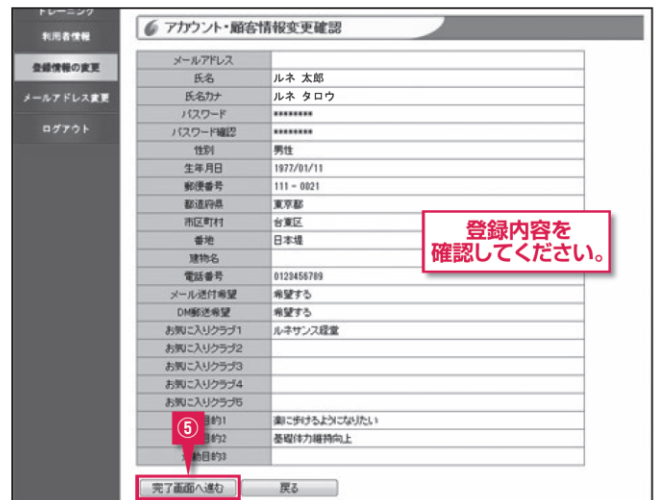 トレーニング
利用者情報
登録情報の変更
メールアドレス変更
ログアウト
アカウント・顧客情報変更確認
メールアドレス
氏名 ルネ 太郎
氏名カナ ルネ タロウ
パスワード ********
パスワード確認 ********
性別 男性
生年月日 1977/01/11
郵便番号 111 - 0021
都道府県 東京都
市区町村 台東区
番地 日本堤
建物名
電話番号 0123456789
メール送付希望 希望する
DM郵送希望 希望する
お気に入りクラブ1 ルネサンス経堂
お気に入りクラブ2
お気に入りクラブ3
お気に入りクラブ4
お気に入りクラブ5
目的1 楽に歩けるようになりたい
目的2 基礎体力維持向上
動目的3
登録内容を
確認してください。
⑤
完了画面へ進む 戻る